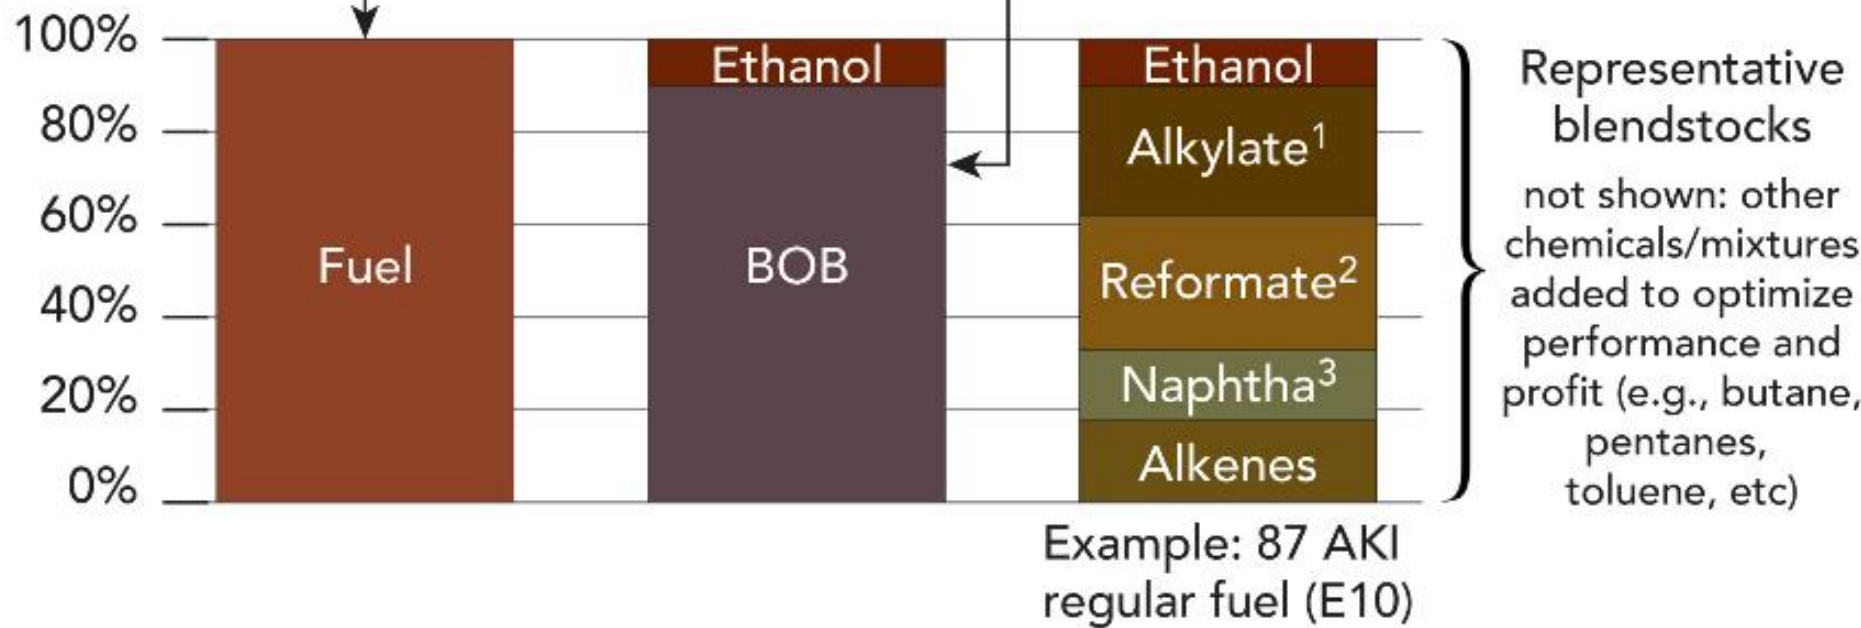 100%
80%
60%
40%
20%
0%
Fuel
Ethanol
BOB
Ethanol
Alkylate¹
Reformate²
Naphtha³
Alkenes
Example: 87 AKI
regular fuel (E10)
Representative
blendstocks
not shown: other
chemicals/mixtures
added to optimize
performance and
profit (e.g., butane,
pentanes,
toluene, etc)